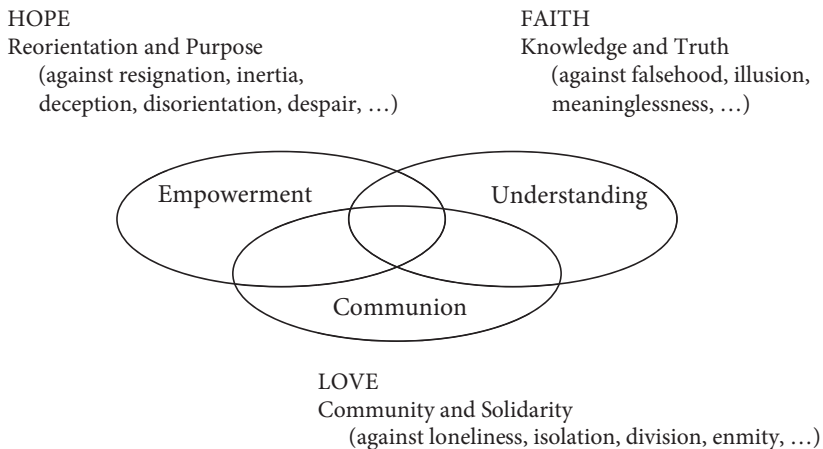 HOPE
Reorientation and Purpose
(against resignation, inertia,
deception, disorientation, despair, …)
FAITH
Knowledge and Truth
(against falsehood, illusion,
meaninglessness, …)
Empowerment
Understanding
Communion
LOVE
Community and Solidarity
(against loneliness, isolation, division, enmity, …)